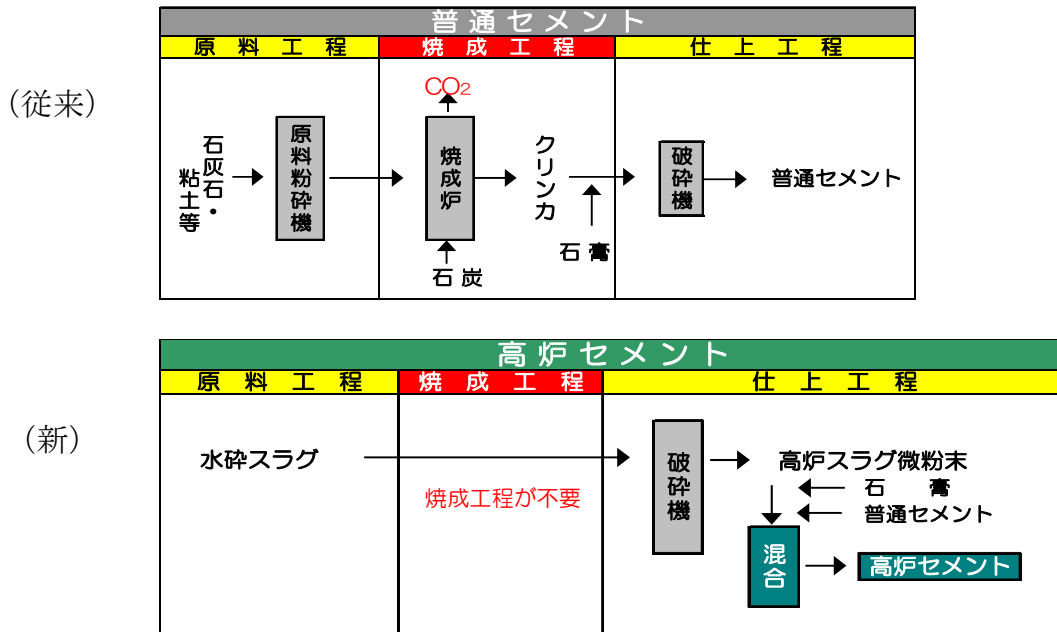 普通セメント
原料工程 焼成工程 仕上工程
(従来)
CO₂
石灰石・
粘土等
原料粉砕機
焼成炉
クリンカ
破砕機
普通セメント
石膏
石炭
高炉セメント
原料工程 焼成工程 仕上工程
(新)
水砕スラグ
焼成工程が不要
破砕機
高炉スラグ微粉末
石膏
普通セメント
混合
高炉セメント